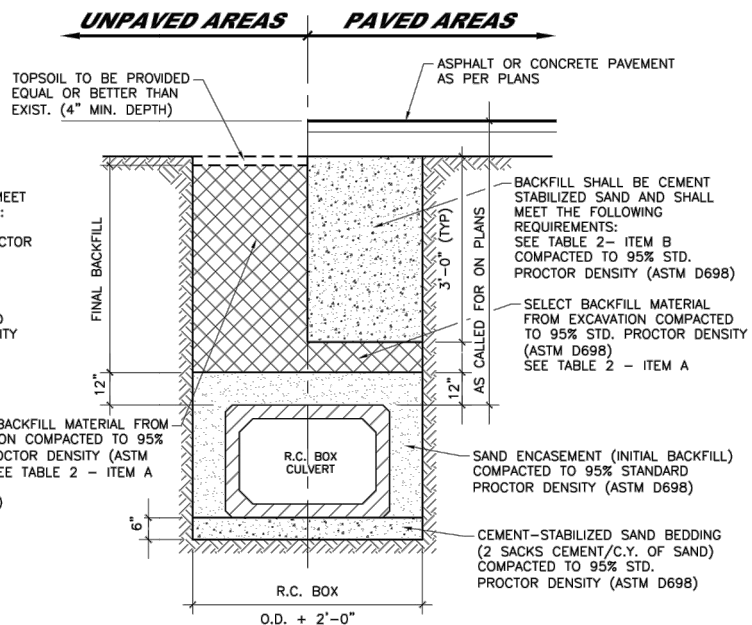 UNPAVED AREAS
PAVED AREAS
TOPSOIL TO BE PROVIDED
EQUAL OR BETTER THAN
EXIST. (4" MIN. DEPTH)
ASPHALT OR CONCRETE PAVEMENT
AS PER PLANS
MEET
:
CTOR
FINAL BACKFILL
12"
3'-0" (TYP)
AS CALLED FOR ON PLANS
BACKFILL SHALL BE CEMENT
STABILIZED SAND AND SHALL
MEET THE FOLLOWING
REQUIREMENTS:
SEE TABLE 2- ITEM B
COMPACTED TO 95% STD.
PROCTOR DENSITY (ASTM D698)
SELECT BACKFILL MATERIAL
FROM EXCAVATION COMPACTED
TO 95% STD. PROCTOR DENSITY
(ASTM D698)
SEE TABLE 2 - ITEM A
12"
BACKFILL MATERIAL FROM
ON COMPACTED TO 95%
OCTOR DENSITY (ASTM
EE TABLE 2 - ITEM A
)
R.C. BOX
CULVERT
SAND ENCASEMENT (INITIAL BACKFILL)
COMPACTED TO 95% STANDARD
PROCTOR DENSITY (ASTM D698)
6"
CEMENT-STABILIZED SAND BEDDING
(2 SACKS CEMENT/C.Y. OF SAND)
COMPACTED TO 95% STD.
PROCTOR DENSITY (ASTM D698)
R.C. BOX
O.D. + 2'-0"